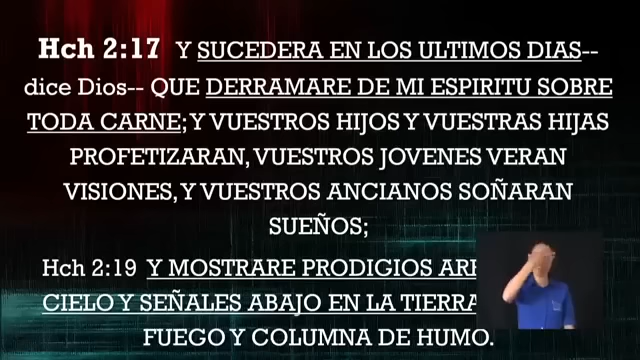 Hch 2:17 Y SUCEDERA EN LOS ULTIMOS DIAS--
dice Dios-- QUE DERRAMARE DE MI ESPIRITU SOBRE
TODA CARNE; Y VUESTROS HIJOS Y VUESTRAS HIJAS
PROFETIZARAN, VUESTROS JOVENES VERAN
VISIONES, Y VUESTROS ANCIANOS SOÑARAN
SUEÑOS;
Hch 2:19 Y MOSTRARE PRODIGIOS
CIELO Y SEÑALES ABAJO EN LA TIERRA
FUEGO Y COLUMNA DE HUMO.